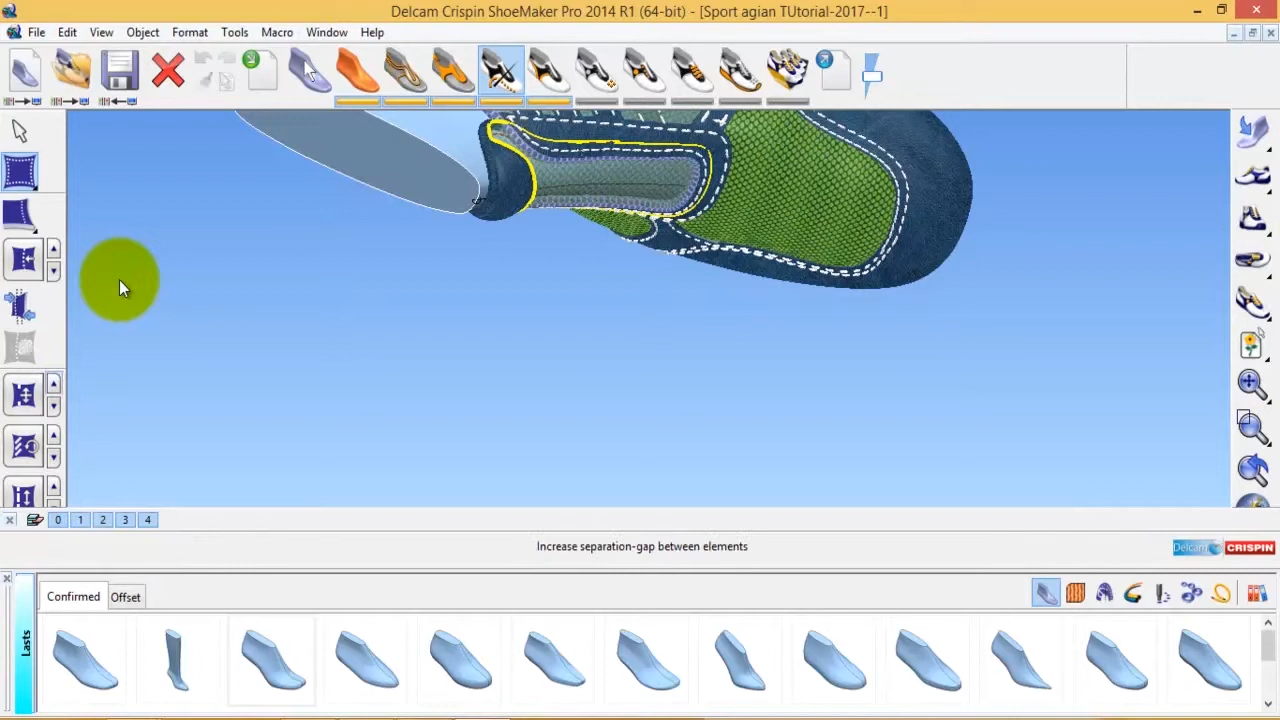 Delcam Crispin ShoeMaker Pro 2014 R1 (64-bit) - [Sport agian TUtorial-2017--1]
File Edit View Object Format Tools Macro Window Help
0 1 2 3 4
Increase separation-gap between elements
Delcam CRISPIN
Confirmed Offset
Lasts